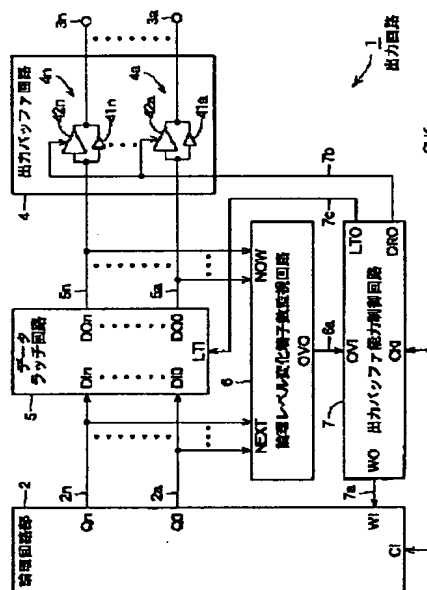 1
出力回路
2
論理回路部
Qn
2n
Q0
2a
WI
CI
5
データ
ラッチ回路
DIn
DOn
DI0
DO0
LTI
5n
5a
4
出力バッファ回路
4n
42n
41n
4a
42a
41a
3n
3a
6
論理レベル変化端子数監視回路
NEXT
NOW
OVO
6a
7
出力バッファ能力制御回路
WO
OVI
LTO
DRO
CKI
7a
7b
7c